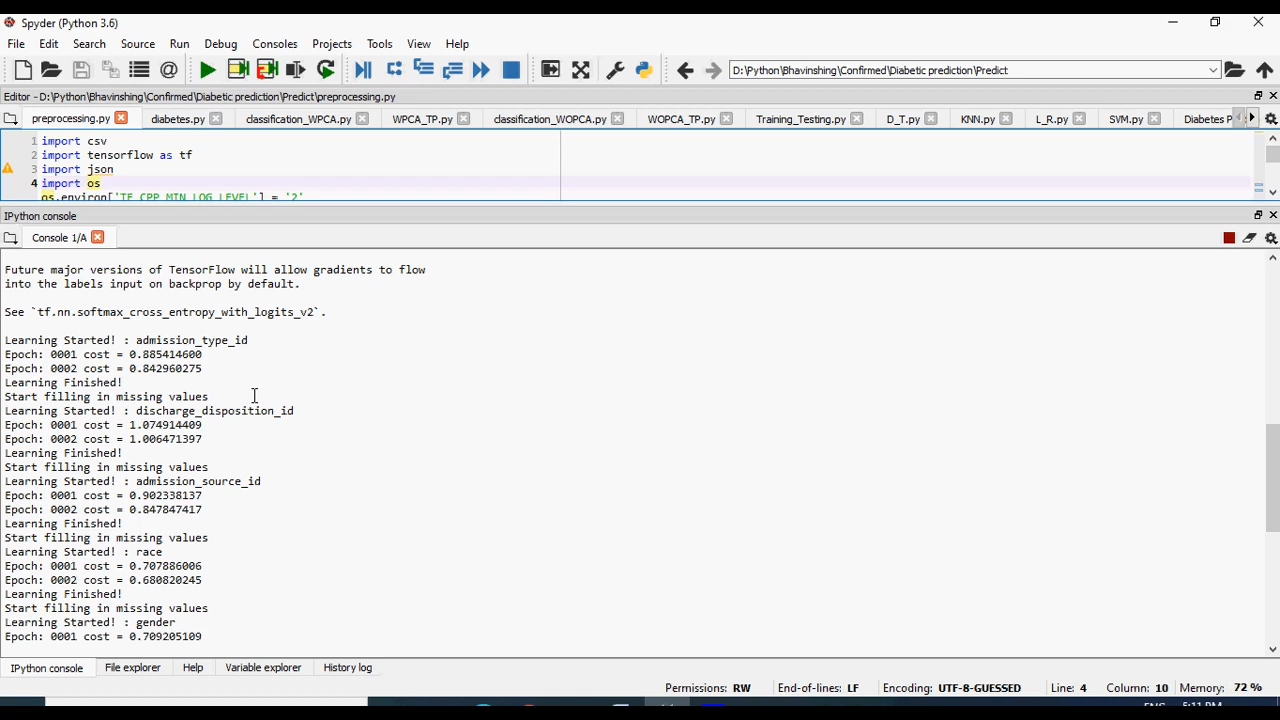 Spyder (Python 3.6)
File Edit Search Source Run Debug Consoles Projects Tools View Help
D:\Python\Bhavinshing\Confirmed\Diabetic prediction\Predict
Editor - D:\Python\Bhavinshing\Confirmed\Diabetic prediction\Predict\preprocessing.py
preprocessing.py diabetes.py classification_WPCA.py WPCA_TP.py classification_WOPCA.py WOPCA_TP.py Training_Testing.py D_T.py KNN.py L_R.py SVM.py Diabetes P
1 import csv
2 import tensorflow as tf
3 import json
4 import os
os.environ['TF_CPP_MIN_LOG_LEVEL'] = '2'
IPython console
Console 1/A
Future major versions of TensorFlow will allow gradients to flow
into the labels input on backprop by default.
See `tf.nn.softmax_cross_entropy_with_logits_v2`.
Learning Started! : admission_type_id
Epoch: 0001 cost = 0.885414600
Epoch: 0002 cost = 0.842960275
Learning Finished!
Start filling in missing values
Learning Started! : discharge_disposition_id
Epoch: 0001 cost = 1.074914409
Epoch: 0002 cost = 1.006471397
Learning Finished!
Start filling in missing values
Learning Started! : admission_source_id
Epoch: 0001 cost = 0.902338137
Epoch: 0002 cost = 0.847847417
Learning Finished!
Start filling in missing values
Learning Started! : race
Epoch: 0001 cost = 0.707886006
Epoch: 0002 cost = 0.680820245
Learning Finished!
Start filling in missing values
Learning Started! : gender
Epoch: 0001 cost = 0.709205109
IPython console File explorer Help Variable explorer History log
Permissions: RW End-of-lines: LF Encoding: UTF-8-GUESSED Line: 4 Column: 10 Memory: 72 %
ENG 5:11 PM